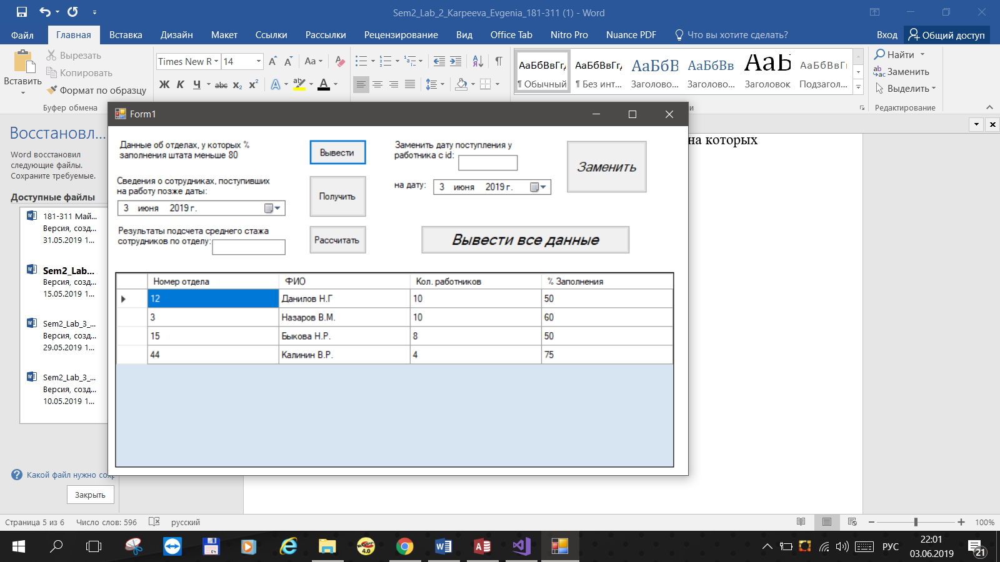 Sem2_Lab_2_Karpeeva_Evgenia_181-311 (1) - Word
Файл Главная Вставка Дизайн Макет Ссылки Рассылки Рецензирование Вид Office Tab Nitro Pro Nuance PDF Что вы хотите сделать? Вход Общий доступ
Вставить
Вырезать
Копировать
Формат по образцу
Буфер обмена
Times New R 14
Ж К Ч abc x₂ x²
АаБбВвГг, АаБбВвГг, АаБбВ АаБбВв АаБ АаБбВвГ
¶ Обычный ¶ Без инт... Заголово... Заголово... Заголовок Подзагол...
Найти
Заменить
Выделить
Редактирование
Восстановл...
Word восстановил
следующие файлы.
Сохраните требуемые.
Доступные файлы
181-311 Май...
Версия, созд...
31.05.2019 1...
Sem2_Lab...
Версия, созд...
15.05.2019 1...
Sem2_Lab_3_...
Версия, созд...
29.05.2019 1...
Sem2_Lab_3_...
Версия, созд...
10.05.2019 1...
Какой файл нужно сохр
Закрыть
на которых
Form1
Данные об отделах, у которых %
заполнения штата меньше 80
Вывести
Сведения о сотрудниках, поступивших
на работу позже даты:
3 июня 2019 г.
Получить
Результаты подсчета среднего стажа
сотрудников по отделу:
Рассчитать
Заменить дату поступления у
работника с id:
на дату: 3 июня 2019 г.
Заменить
Вывести все данные
Номер отдела ФИО Кол. работников % Заполнения
12 Данилов Н.Г 10 50
3 Назаров В.М. 10 60
15 Быкова Н.Р. 8 50
44 Калинин В.Р. 4 75
Страница 5 из 6 Число слов: 596 русский 100%
РУС
22:01
03.06.2019
21